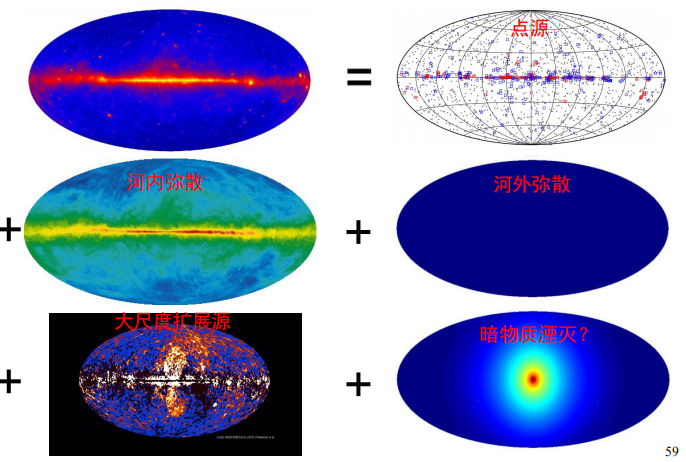 点源
=
河内弥散
河外弥散
+
+
大尺度扩展源
暗物质湮灭?
+
+
59